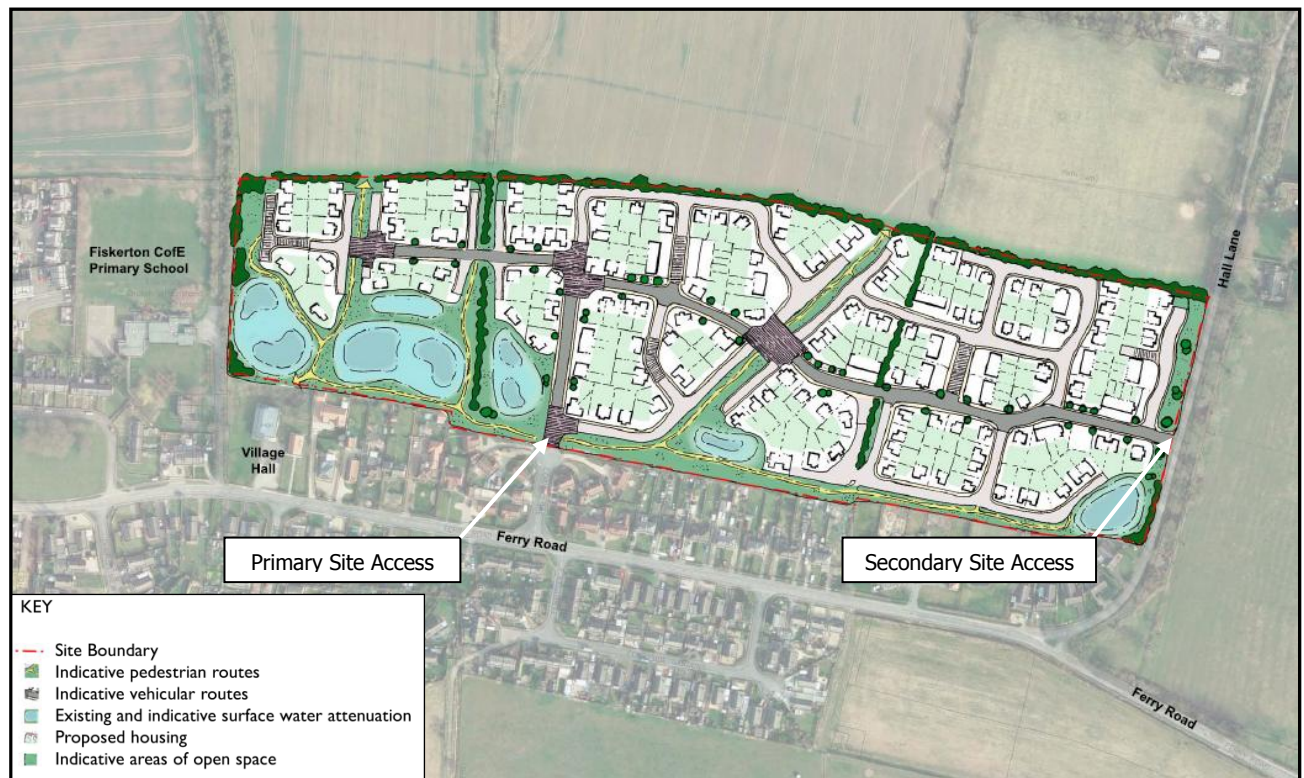 Fiskerton CofE
Primary School
Hall Lane
Village
Hall
Ferry Road
Primary Site Access
Secondary Site Access
Ferry Road
KEY
Site Boundary
Indicative pedestrian routes
Indicative vehicular routes
Existing and indicative surface water attenuation
Proposed housing
Indicative areas of open space